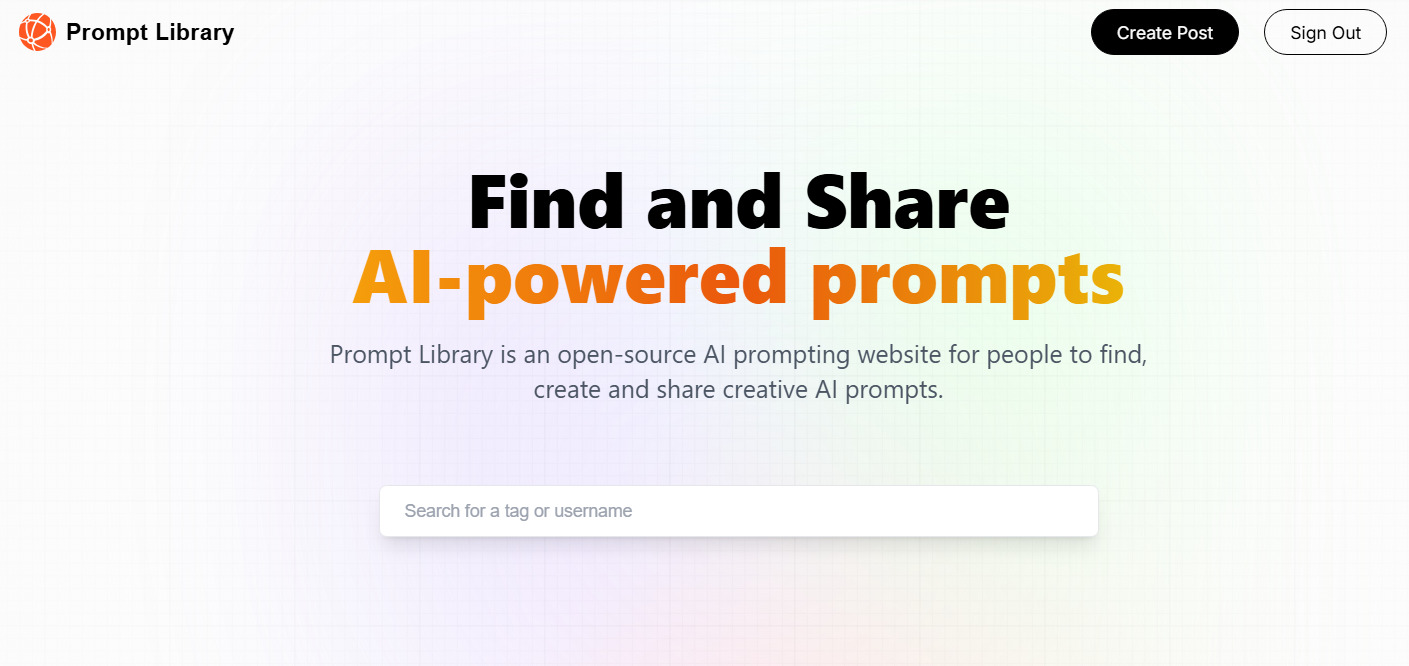 Prompt Library
Create Post
Sign Out
Find and Share
AI-powered prompts
Prompt Library is an open-source AI prompting website for people to find,
create and share creative AI prompts.
Search for a tag or username